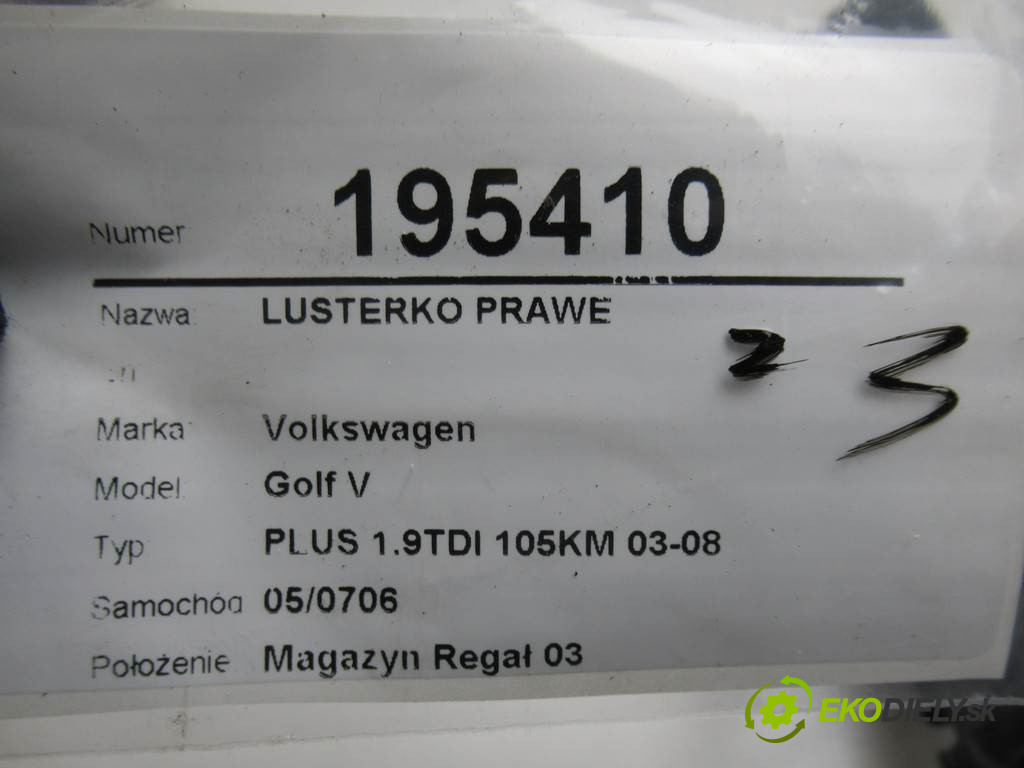 Numer 195410
Nazwa LUSTERKO PRAWE
2 3
Marka Volkswagen
Model Golf V
Typ PLUS 1.9TDI 105KM 03-08
Samochód 05/0706
Położenie Magazyn Regał 03
EKODIELY.sk